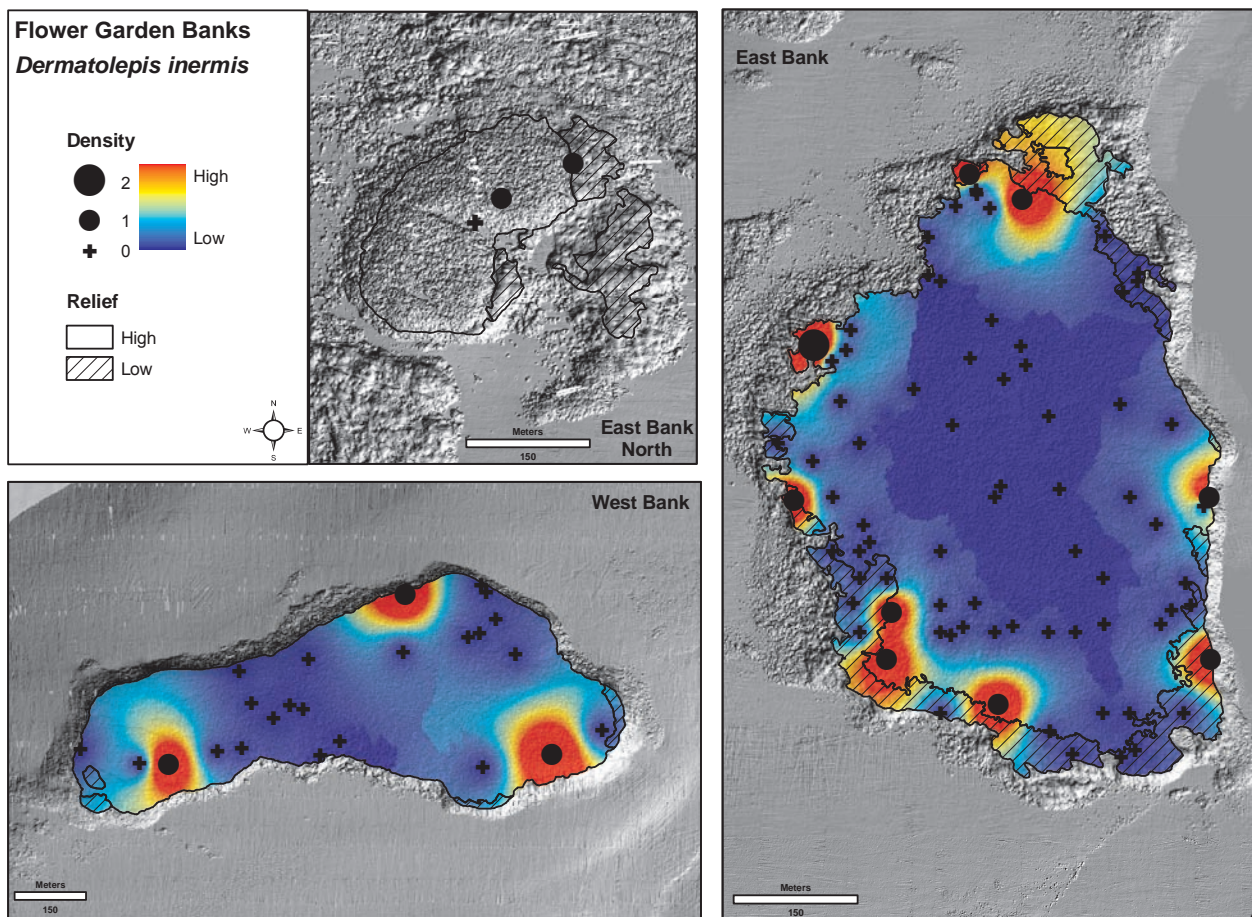 Flower Garden Banks
Dermatolepis inermis
Density
2
High
1
0
Low
Relief
High
Low
N
W
E
S
Meters
150
East Bank
North
West Bank
Meters
150
East Bank
Meters
150